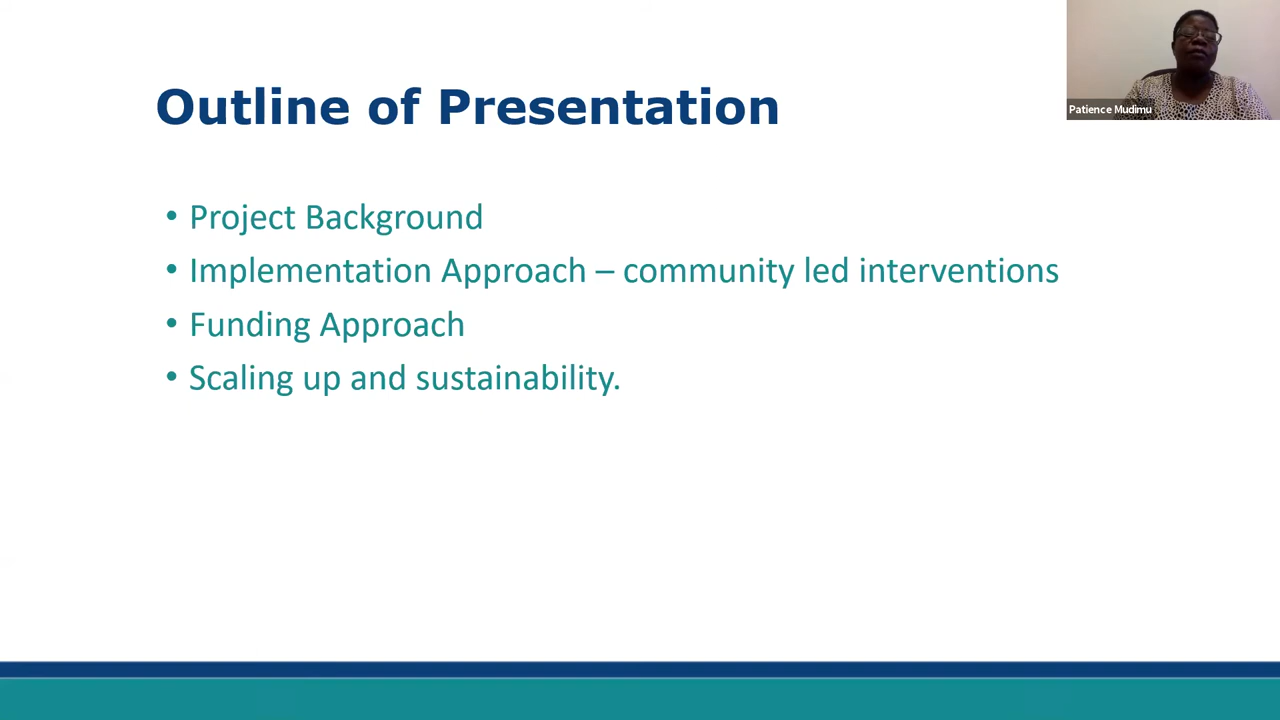 Outline of Presentation
Patience Mudimu
• Project Background
• Implementation Approach – community led interventions
• Funding Approach
• Scaling up and sustainability.